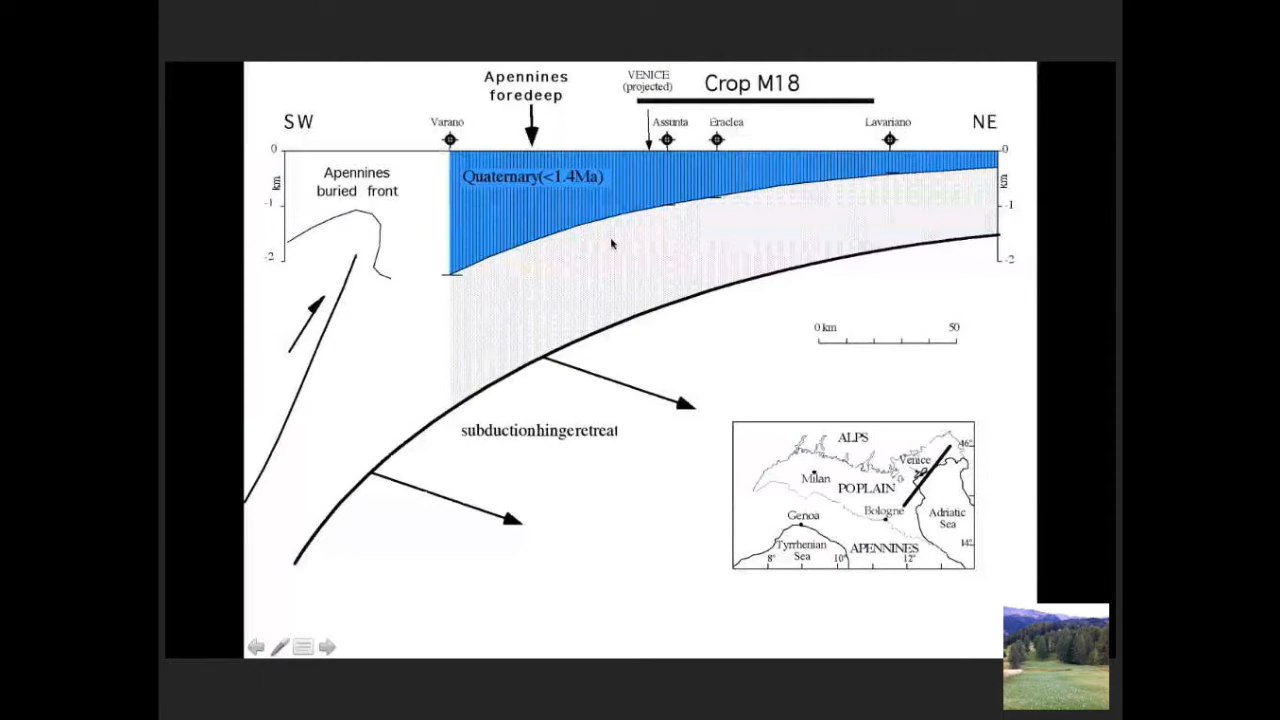 Apennines
foredeep
VENICE
(projected)
Crop M18
SW
Varano
Assunta
Eraclea
Lavariano
NE
0
0
Apennines
buried front
Quaternary(<1.4Ma)
km
km
-1
-1
-2
-2
0 km
50
subductionhingeretreat
ALPS
46°
Venice
Milan
PO PLAIN
Bologne
Adriatic
Sea
Genoa
44°
Tyrrhenian
Sea
APENNINES
8°
10°
12°